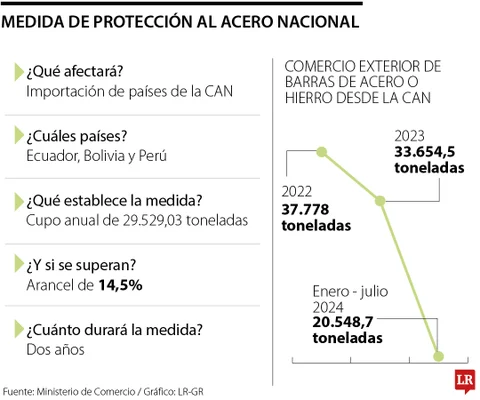 MEDIDA DE PROTECCIÓN AL ACERO NACIONAL
¿Qué afectará?
Importación de países de la CAN
¿Cuáles países?
Ecuador, Bolivia y Perú
¿Qué establece la medida?
Cupo anual de 29.529,03 toneladas
¿Y si se superan?
Arancel de 14,5%
¿Cuánto durará la medida?
Dos años
COMERCIO EXTERIOR DE
BARRAS DE ACERO O
HIERRO DESDE LA CAN
2023
33.654,5
toneladas
2022
37.778
toneladas
Enero - julio
2024
20.548,7
toneladas
LR
Fuente: Ministerio de Comercio / Gráfico: LR-GR